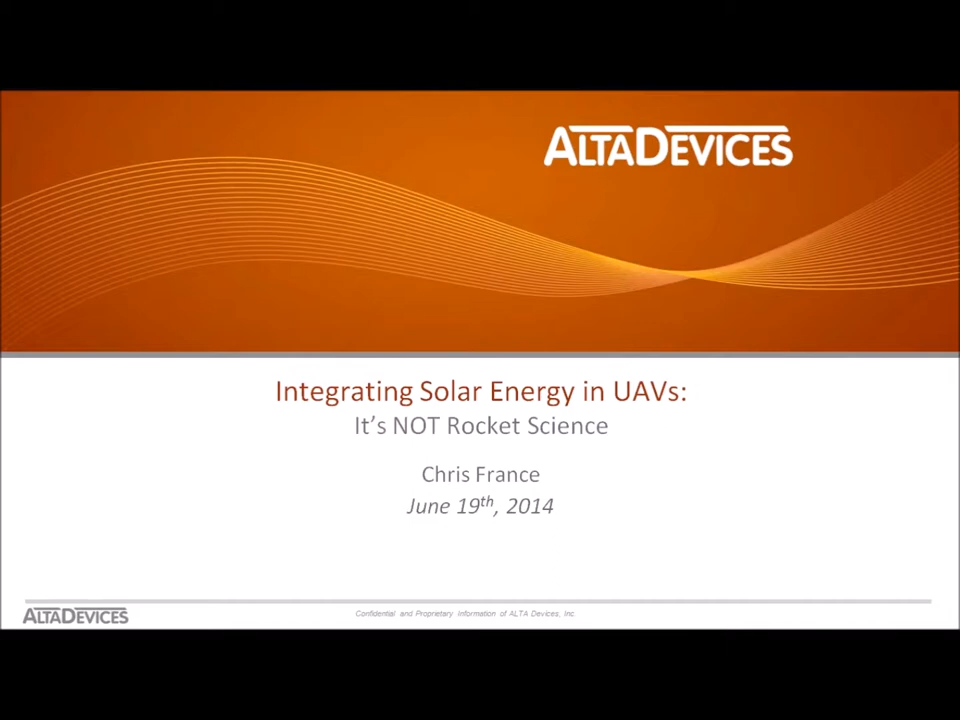 ALTADEVICES
Integrating Solar Energy in UAVs:
It's NOT Rocket Science
Chris France
June 19th, 2014
ALTADEVICES
Confidential and Proprietary Information of ALTA Devices, Inc.